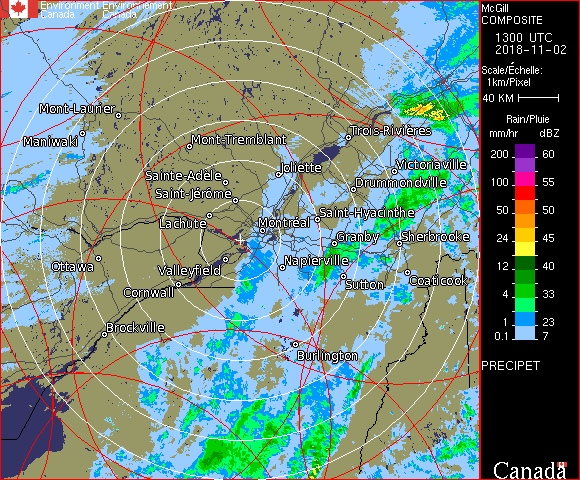 Environment Environnement
Canada Canada
McGill
COMPOSITE
1300 UTC
2018-11-02
Scale/Échelle:
1km/Pixel
40 KM
Rain/Pluie
mm/hr dBZ
200 60
100 55
50 50
24 45
12 40
4 33
1 23
0.1 7
PRECIPET
Canada
Mont-Laurier
Maniwaki
Mont-Tremblant
Trois-Rivières
Sainte-Adèle
Joliette
Victoriaville
Saint-Jérôme
Drummondville
Lachute
Montréal
Saint-Hyacinthe
Granby
Sherbrooke
Ottawa
Valleyfield
Napierville
Cornwall
Sutton
Coaticook
Brockville
Burlington